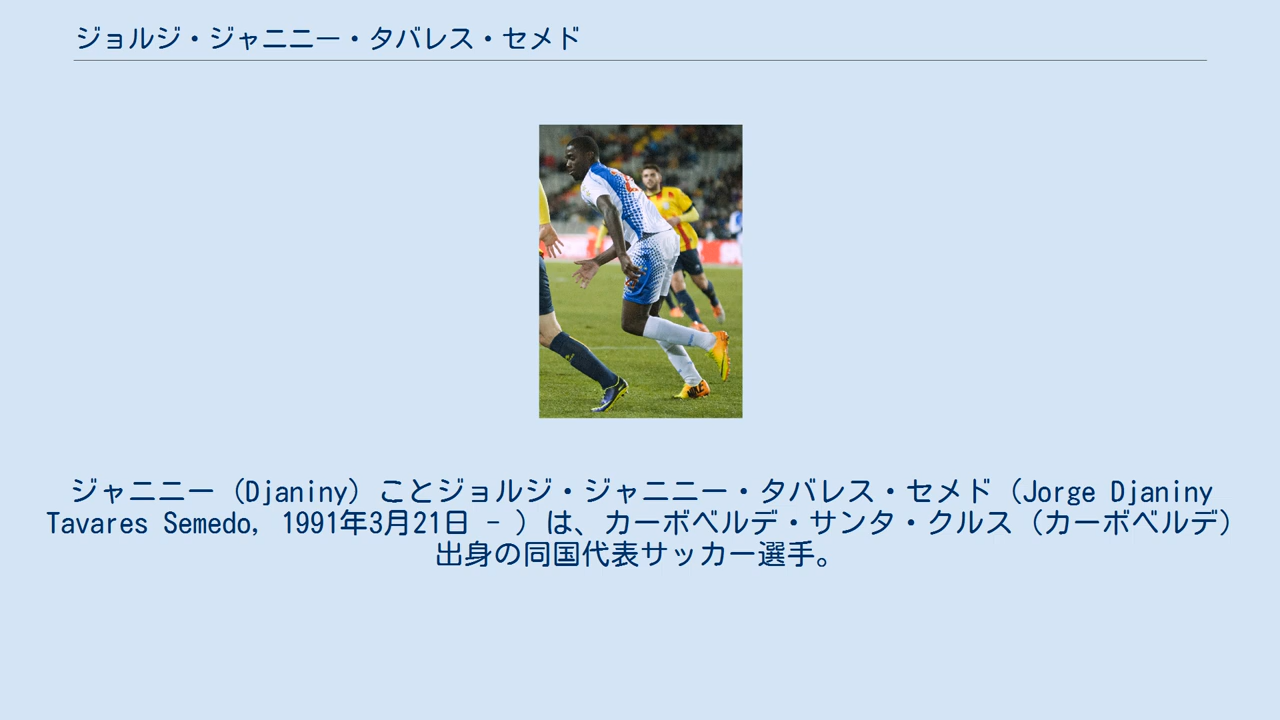 ジョルジ・ジャニニー・タバレス・セメド
ジャニニー（Djaniny）ことジョルジ・ジャニニー・タバレス・セメド（Jorge Djaniny
Tavares Semedo, 1991年3月21日 - ）は、カーボベルデ・サンタ・クルス（カーボベルデ）
出身の同国代表サッカー選手。